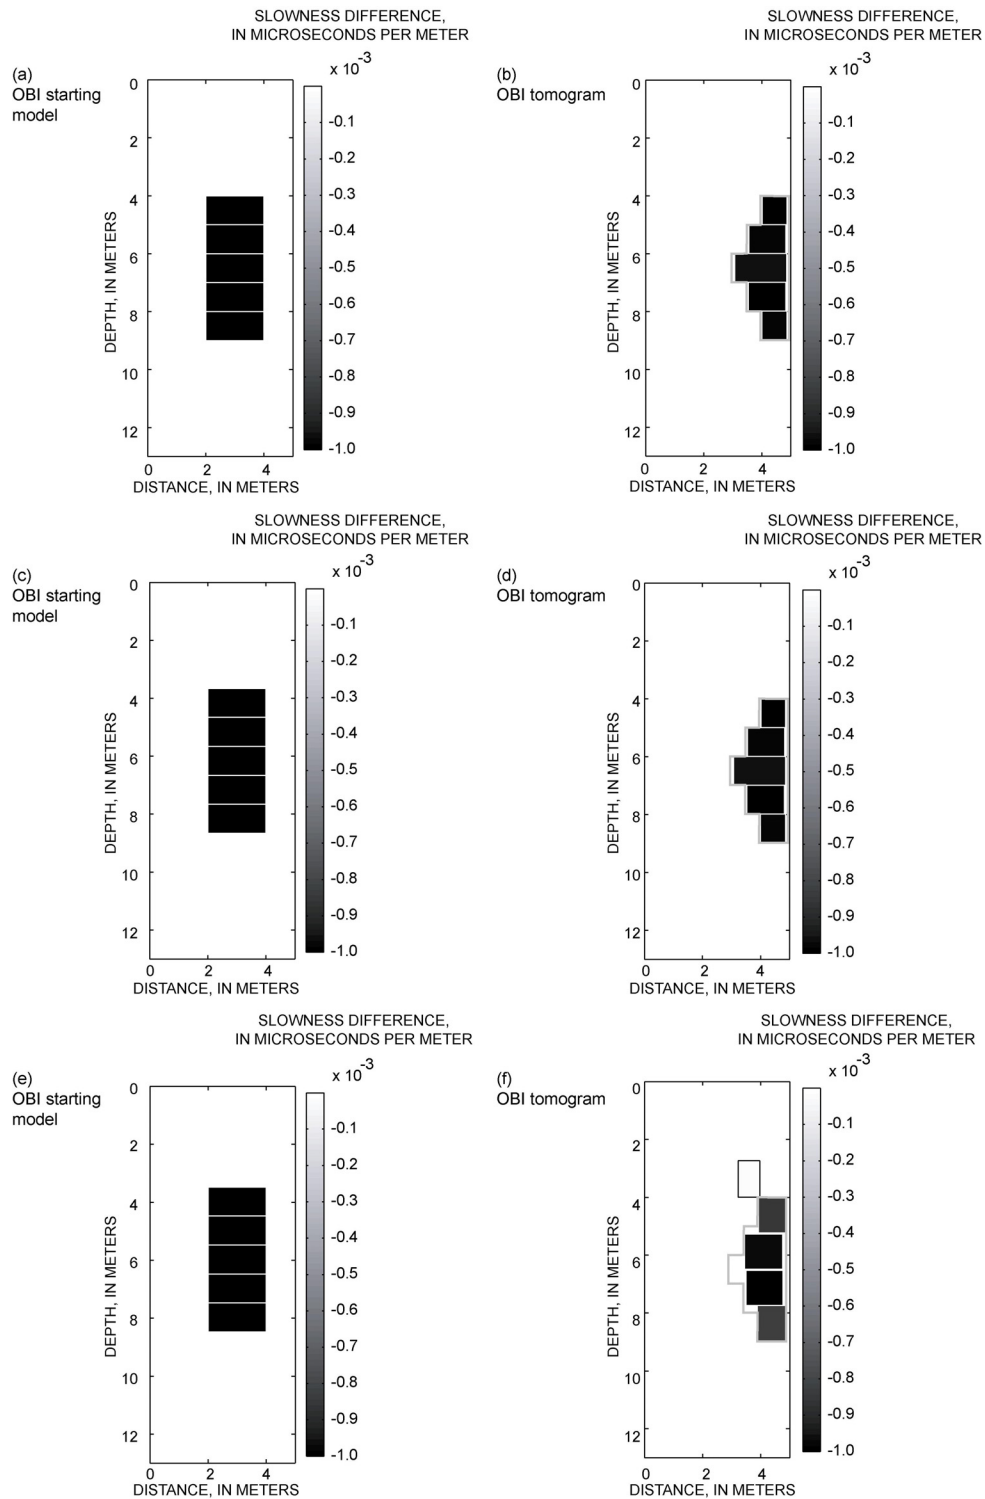 SLOWNESS DIFFERENCE,
IN MICROSECONDS PER METER
x 10-3
(a)
OBI starting
model
0
2
4
6
8
10
12
DEPTH, IN METERS
0 2 4
DISTANCE, IN METERS
-0.1
-0.2
-0.3
-0.4
-0.5
-0.6
-0.7
-0.8
-0.9
-1.0
SLOWNESS DIFFERENCE,
IN MICROSECONDS PER METER
x 10-3
(b)
OBI tomogram
0
2
4
6
8
10
12
DEPTH, IN METERS
0 2 4
DISTANCE, IN METERS
-0.1
-0.2
-0.3
-0.4
-0.5
-0.6
-0.7
-0.8
-0.9
-1.0
SLOWNESS DIFFERENCE,
IN MICROSECONDS PER METER
x 10-3
(c)
OBI starting
model
0
2
4
6
8
10
12
DEPTH, IN METERS
0 2 4
DISTANCE, IN METERS
-0.1
-0.2
-0.3
-0.4
-0.5
-0.6
-0.7
-0.8
-0.9
-1.0
SLOWNESS DIFFERENCE,
IN MICROSECONDS PER METER
x 10-3
(d)
OBI tomogram
0
2
4
6
8
10
12
DEPTH, IN METERS
0 2 4
DISTANCE, IN METERS
-0.1
-0.2
-0.3
-0.4
-0.5
-0.6
-0.7
-0.8
-0.9
-1.0
SLOWNESS DIFFERENCE,
IN MICROSECONDS PER METER
x 10-3
(e)
OBI starting
model
0
2
4
6
8
10
12
DEPTH, IN METERS
0 2 4
DISTANCE, IN METERS
-0.1
-0.2
-0.3
-0.4
-0.5
-0.6
-0.7
-0.8
-0.9
-1.0
SLOWNESS DIFFERENCE,
IN MICROSECONDS PER METER
x 10-3
(f)
OBI tomogram
0
2
4
6
8
10
12
DEPTH, IN METERS
0 2 4
DISTANCE, IN METERS
-0.1
-0.2
-0.3
-0.4
-0.5
-0.6
-0.7
-0.8
-0.9
-1.0